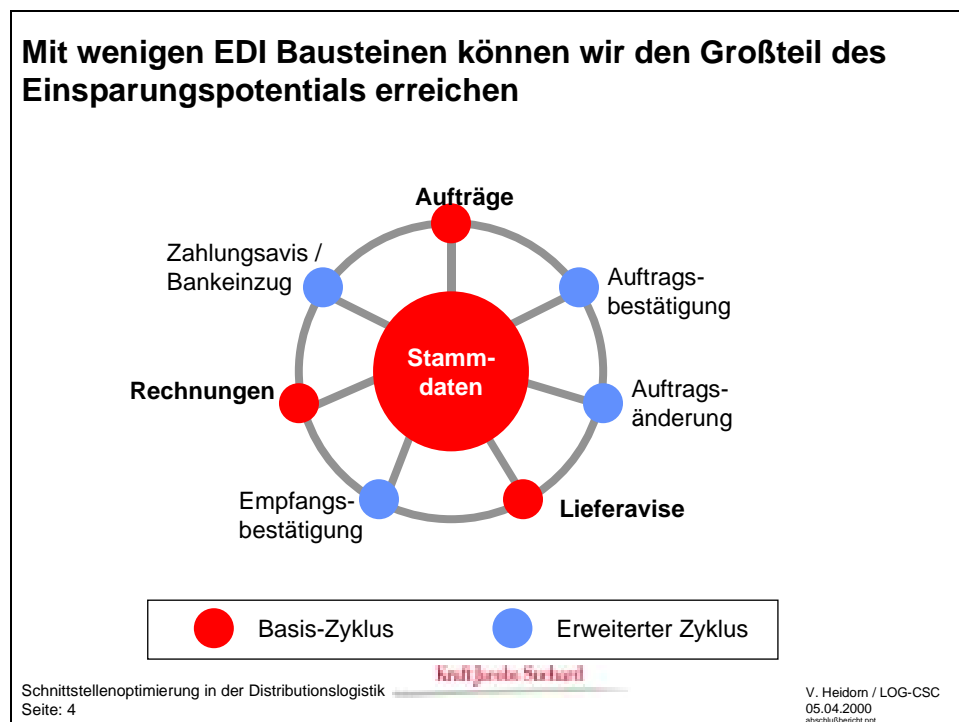 Mit wenigen EDI Bausteinen können wir den Großteil des
Einsparungspotentials erreichen
Aufträge
Zahlungsavis /
Bankeinzug
Auftrags-
bestätigung
Stamm-
daten
Rechnungen
Auftrags-
änderung
Empfangs-
bestätigung
Lieferavise
Basis-Zyklus
Erweiterter Zyklus
Kraft Jacobs Suchard
Schnittstellenoptimierung in der Distributionslogistik
Seite: 4
V. Heidorn / LOG-CSC
05.04.2000
abschlußbericht.ppt